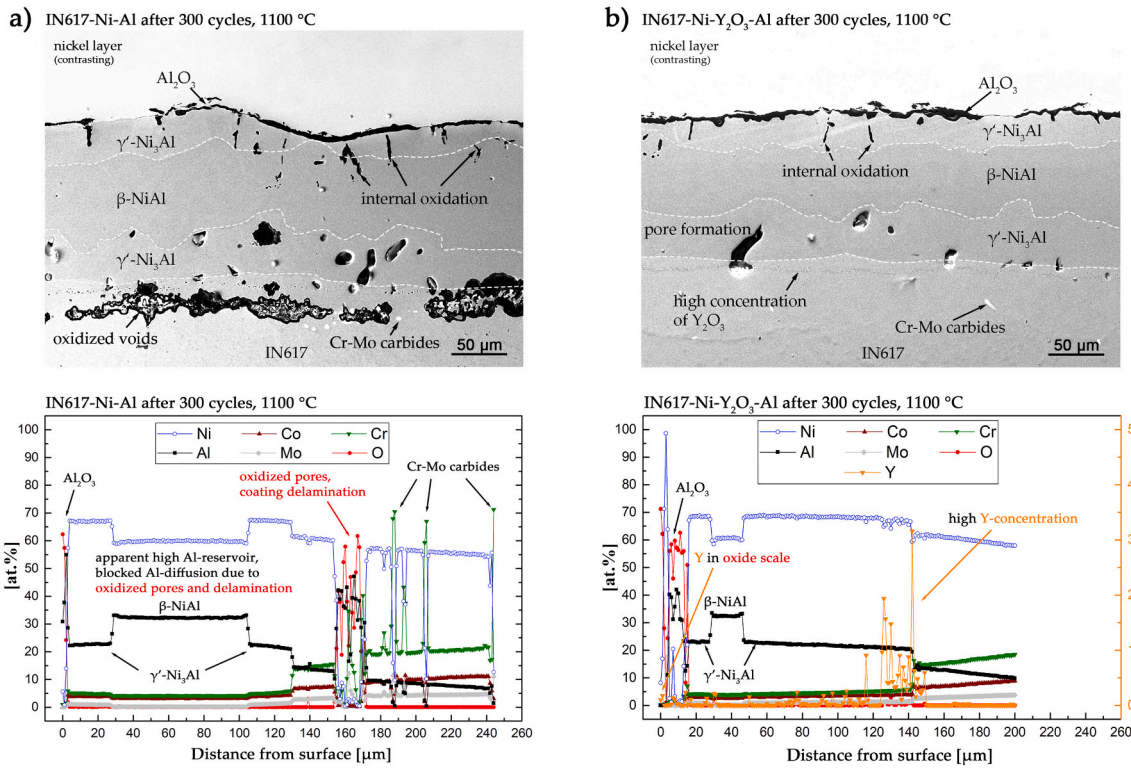 a)
IN617-Ni-Al after 300 cycles, 1100 °C
nickel layer
(contrasting)
Al₂O₃
γ′-Ni₃Al
internal oxidation
β-NiAl
γ′-Ni₃Al
oxidized voids
Cr-Mo carbides
IN617
50 µm
b)
IN617-Ni-Y₂O₃-Al after 300 cycles, 1100 °C
nickel layer
(contrasting)
Al₂O₃
γ′-Ni₃Al
internal oxidation
β-NiAl
pore formation
γ′-Ni₃Al
high concentration
of Y₂O₃
Cr-Mo carbides
IN617
50 µm
IN617-Ni-Al after 300 cycles, 1100 °C
Ni Co Cr
Al Mo O
Al₂O₃
oxidized pores,
coating delamination
Cr-Mo carbides
apparent high Al-reservoir,
blocked Al-diffusion due to
oxidized pores and delamination
β-NiAl
γ′-Ni₃Al
[at.%]
100
90
80
70
60
50
40
30
20
10
0
0 20 40 60 80 100 120 140 160 180 200 220 240 260
Distance from surface [µm]
IN617-Ni-Y₂O₃-Al after 300 cycles, 1100 °C
Ni Co Cr
Al Mo O
Y
Al₂O₃
high Y-concentration
Y in oxide scale
β-NiAl
γ′-Ni₃Al
[at.%]
100
90
80
70
60
50
40
30
20
10
0
5
4
3
2
1
0
0 20 40 60 80 100 120 140 160 180 200 220 240 260
Distance from surface [µm]